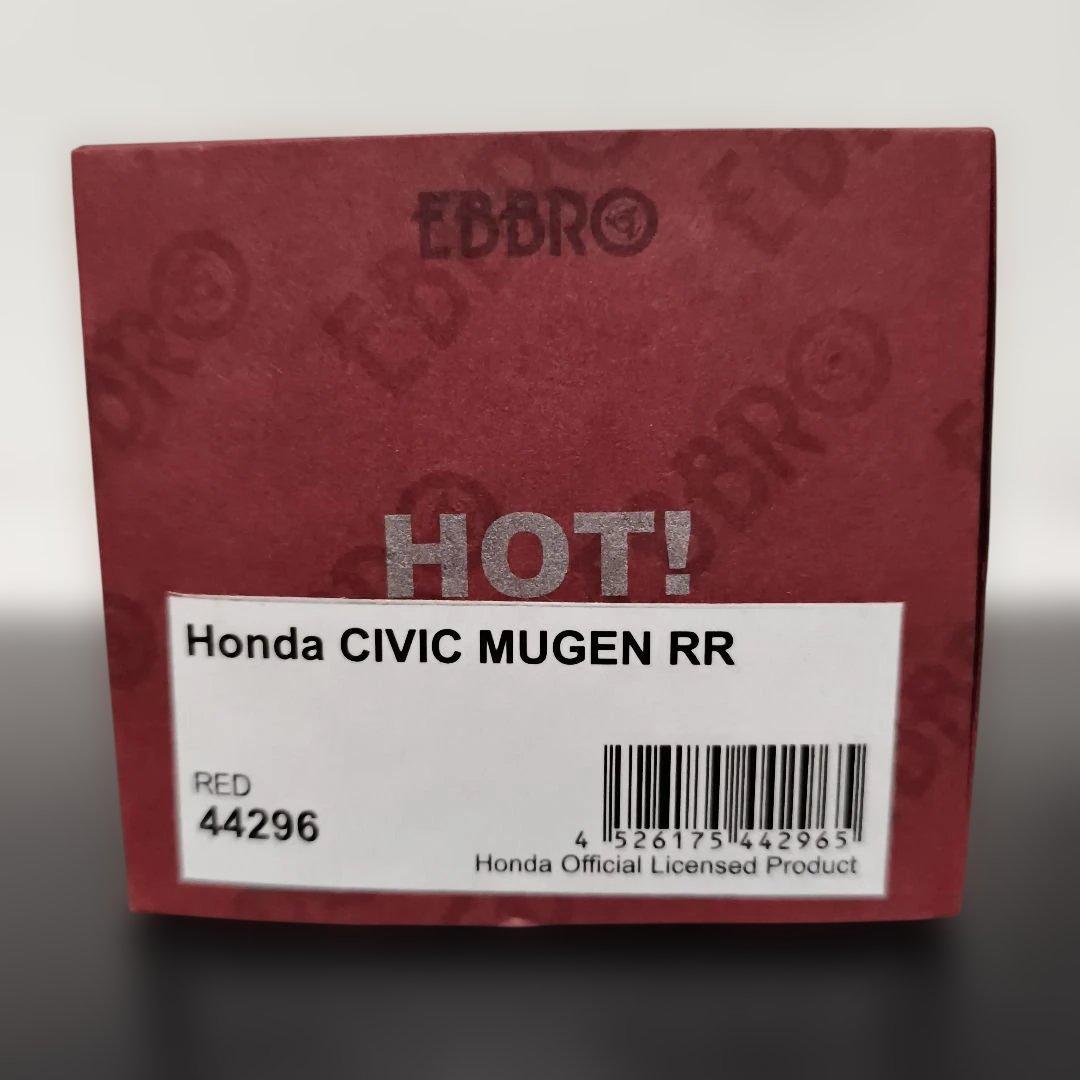 EBBRO
HOT!
Honda CIVIC MUGEN RR
RED
44296
4 526175 442965
Honda Official Licensed Product